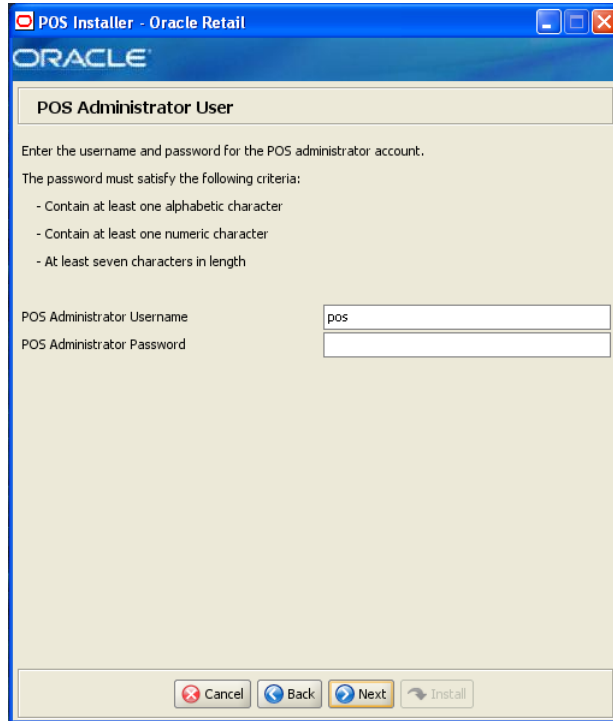 POS Installer - Oracle Retail
ORACLE
POS Administrator User
Enter the username and password for the POS administrator account.
The password must satisfy the following criteria:
- Contain at least one alphabetic character
- Contain at least one numeric character
- At least seven characters in length
POS Administrator Username pos
POS Administrator Password
Cancel Back Next Install